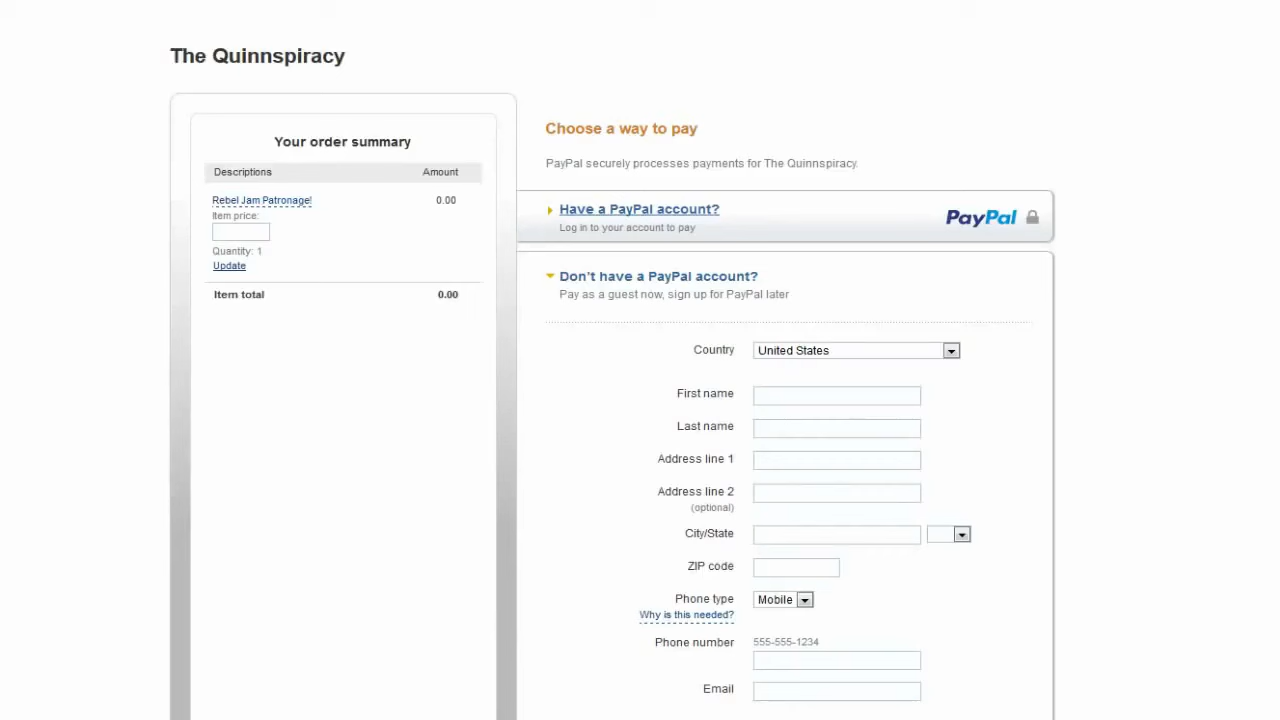 The Quinnspiracy
Your order summary
Descriptions Amount
Rebel Jam Patronage! 0.00
Item price:
Quantity: 1
Update
Item total 0.00
Choose a way to pay
PayPal securely processes payments for The Quinnspiracy.
Have a PayPal account?
Log in to your account to pay
PayPal
Don't have a PayPal account?
Pay as a guest now, sign up for PayPal later
Country United States
First name
Last name
Address line 1
Address line 2
(optional)
City/State
ZIP code
Phone type Mobile
Why is this needed?
Phone number 555-555-1234
Email